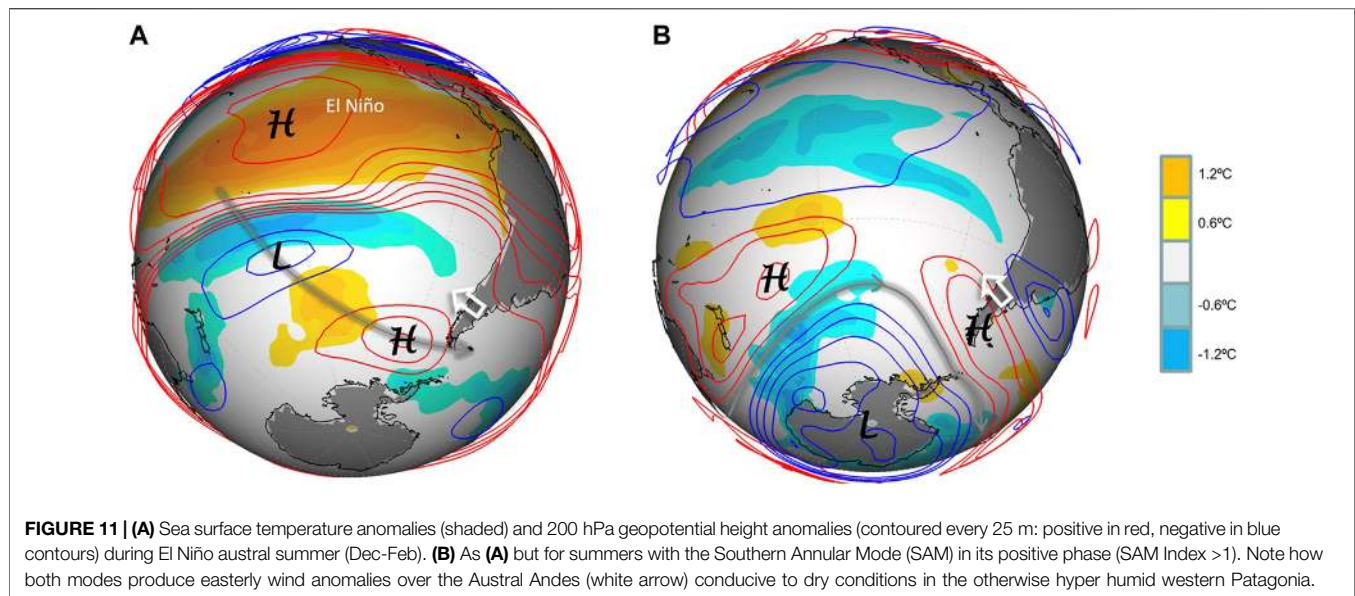 A
B
El Niño
H
L
H
H
H
L
1.2ºC
0.6ºC
-0.6ºC
-1.2ºC
FIGURE 11 | (A) Sea surface temperature anomalies (shaded) and 200 hPa geopotential height anomalies (contoured every 25 m: positive in red, negative in blue
contours) during El Niño austral summer (Dec-Feb). (B) As (A) but for summers with the Southern Annular Mode (SAM) in its positive phase (SAM Index >1). Note how
both modes produce easterly wind anomalies over the Austral Andes (white arrow) conducive to dry conditions in the otherwise hyper humid western Patagonia.